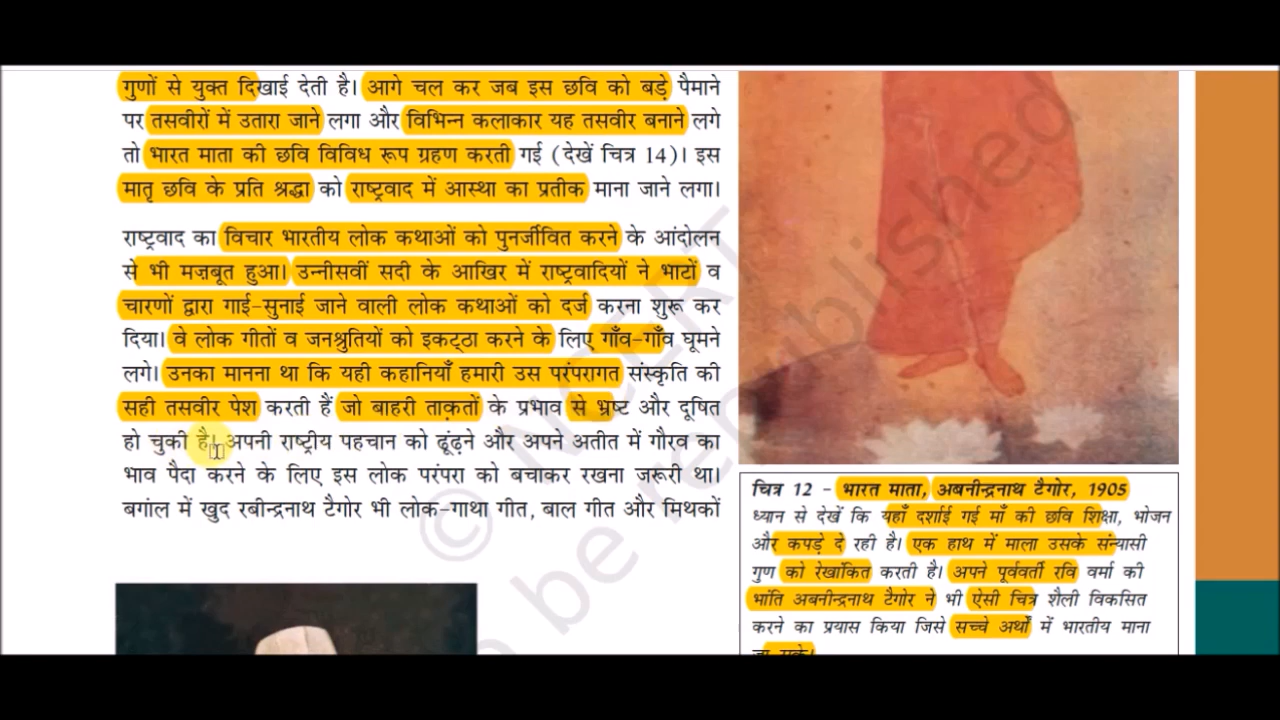 गुणों से युक्त दिखाई देती है। आगे चल कर जब इस छवि को बड़े पैमाने
पर तसवीरों में उतारा जाने लगा और विभिन्न कलाकार यह तसवीर बनाने लगे
तो भारत माता की छवि विविध रूप ग्रहण करती गई (देखें चित्र 14)। इस
मातृ छवि के प्रति श्रद्धा को राष्ट्रवाद में आस्था का प्रतीक माना जाने लगा।
राष्ट्रवाद का विचार भारतीय लोक कथाओं को पुनर्जीवित करने के आंदोलन
से भी मज़बूत हुआ। उन्नीसवीं सदी के आखिर में राष्ट्रवादियों ने भाटों व
चारणों द्वारा गाई-सुनाई जाने वाली लोक कथाओं को दर्ज करना शुरू कर
दिया। वे लोक गीतों व जनश्रुतियों को इकट्ठा करने के लिए गाँव-गाँव घूमने
लगे। उनका मानना था कि यही कहानियाँ हमारी उस परंपरागत संस्कृति की
सही तसवीर पेश करती हैं जो बाहरी ताक़तों के प्रभाव से भ्रष्ट और दूषित
हो चुकी है। अपनी राष्ट्रीय पहचान को ढूंढ़ने और अपने अतीत में गौरव का
भाव पैदा करने के लिए इस लोक परंपरा को बचाकर रखना ज़रूरी था।
बगांल में खुद रबीन्द्रनाथ टैगोर भी लोक-गाथा गीत, बाल गीत और मिथकों
चित्र 12 – भारत माता, अबनीन्द्रनाथ टैगोर, 1905
ध्यान से देखें कि यहाँ दर्शाई गई माँ की छवि शिक्षा, भोजन
और कपड़े दे रही है। एक हाथ में माला उसके संन्यासी
गुण को रेखांकित करती है। अपने पूर्ववर्ती रवि वर्मा की
भांति अबनीन्द्रनाथ टैगोर ने भी ऐसी चित्र शैली विकसित
करने का प्रयास किया जिसे सच्चे अर्थों में भारतीय माना
जा सके।
© NCERT
be republished